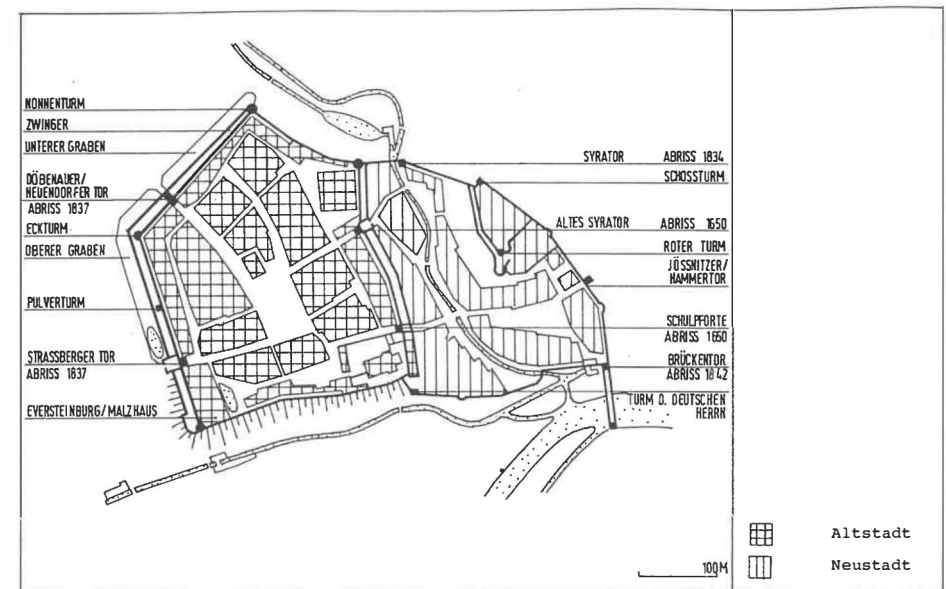 NONNENTURM
ZWINGER
UNTERER GRABEN
DÖBENAUER/
NEUENDORFER TOR
ABRISS 1837
ECKTURM
OBERER GRABEN
PULVERTURM
STRASSBERGER TOR
ABRISS 1837
EVERSTEINBURG/MALZHAUS
SYRATOR ABRISS 1834
SCHOSSTURM
ALTES SYRATOR ABRISS 1650
ROTER TURM
JÖSSNITZER/
HAMMERTOR
SCHULPFORTE
ABRISS 1660
BRÜCKENTOR
ABRISS 1842
TURM D. DEUTSCHEN
HERRN
100M
Altstadt
Neustadt